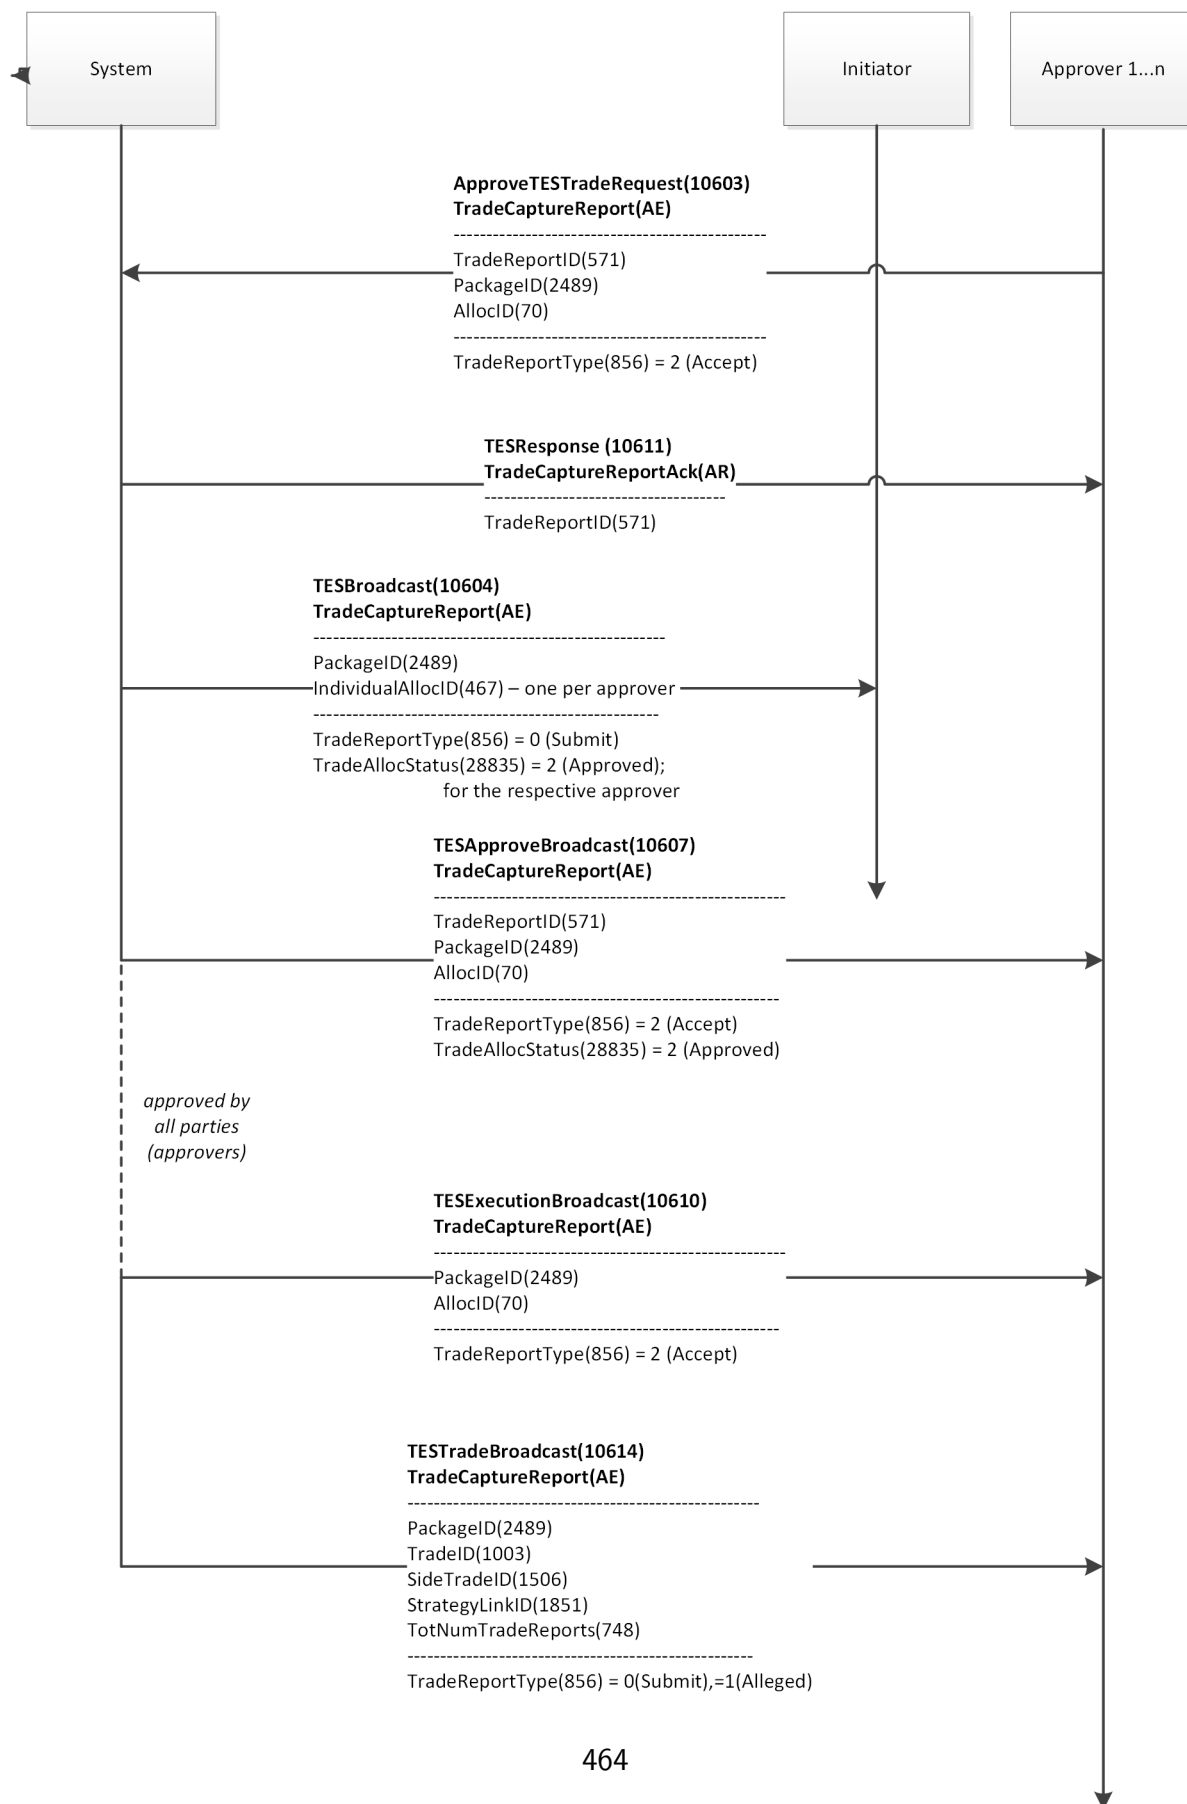 System
Initiator
Approver 1...n
ApproveTESTradeRequest(10603)
TradeCaptureReport(AE)
------------------------------------------------
TradeReportID(571)
PackageID(2489)
AllocID(70)
------------------------------------------------
TradeReportType(856) = 2 (Accept)
TESResponse (10611)
TradeCaptureReportAck(AR)
-------------------------------------
TradeReportID(571)
TESBroadcast(10604)
TradeCaptureReport(AE)
------------------------------------------------------
PackageID(2489)
IndividualAllocID(467) – one per approver
-----------------------------------------------------
TradeReportType(856) = 0 (Submit)
TradeAllocStatus(28835) = 2 (Approved);
for the respective approver
TESApproveBroadcast(10607)
TradeCaptureReport(AE)
------------------------------------------------------
TradeReportID(571)
PackageID(2489)
AllocID(70)
-----------------------------------------------------
TradeReportType(856) = 2 (Accept)
TradeAllocStatus(28835) = 2 (Approved)
approved by
all parties
(approvers)
TESExecutionBroadcast(10610)
TradeCaptureReport(AE)
------------------------------------------------------
PackageID(2489)
AllocID(70)
-----------------------------------------------------
TradeReportType(856) = 2 (Accept)
TESTradeBroadcast(10614)
TradeCaptureReport(AE)
------------------------------------------------------
PackageID(2489)
TradeID(1003)
SideTradeID(1506)
StrategyLinkID(1851)
TotNumTradeReports(748)
-----------------------------------------------------
TradeReportType(856) = 0(Submit),=1(Alleged)
464